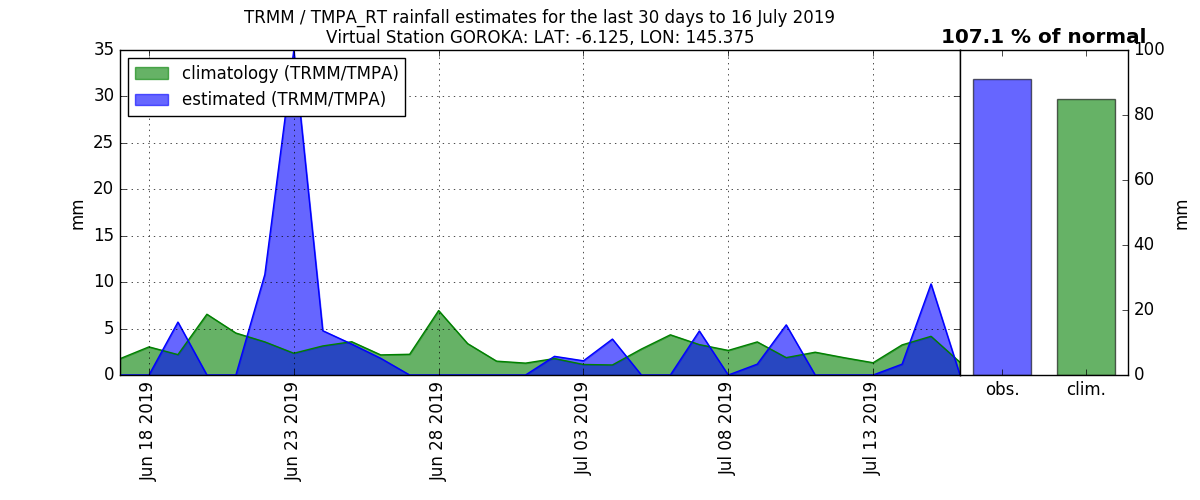 TRMM / TMPA_RT rainfall estimates for the last 30 days to 16 July 2019
Virtual Station GOROKA: LAT: -6.125, LON: 145.375
107.1 % of normal
climatology (TRMM/TMPA)
estimated (TRMM/TMPA)
mm
35
30
25
20
15
10
5
0
Jun 18 2019
Jun 23 2019
Jun 28 2019
Jul 03 2019
Jul 08 2019
Jul 13 2019
obs.
clim.
100
80
60
40
20
0
mm